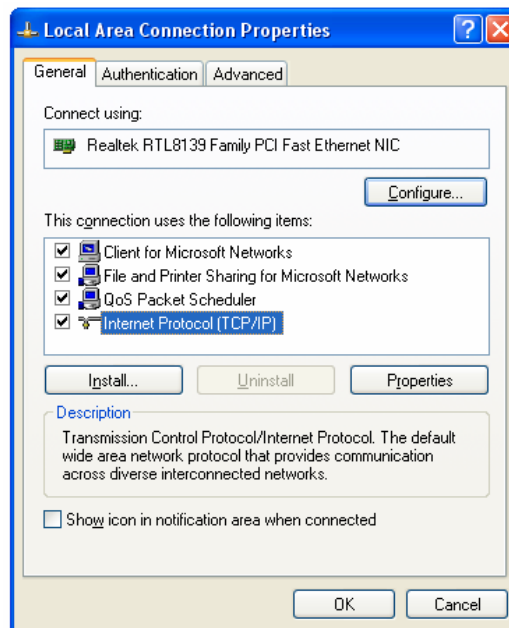 Local Area Connection Properties
General Authentication Advanced
Connect using:
Realtek RTL8139 Family PCI Fast Ethernet NIC
Configure...
This connection uses the following items:
Client for Microsoft Networks
File and Printer Sharing for Microsoft Networks
QoS Packet Scheduler
Internet Protocol (TCP/IP)
Install... Uninstall Properties
Description
Transmission Control Protocol/Internet Protocol. The default
wide area network protocol that provides communication
across diverse interconnected networks.
Show icon in notification area when connected
OK Cancel